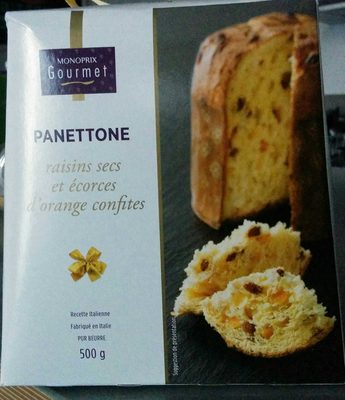 MONOPRIX
Gourmet
PANETTONE
raisins secs
et écorces
d'orange confites
Recette Italienne
Fabriqué en Italie
PUR BEURRE
500 g
Suggestion de présentation